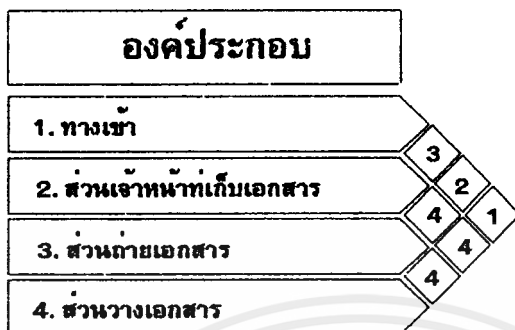 องค์ประกอบ
1. ทางเข้า
2. ส่วนเจ้าหน้าที่เก็บเอกสาร
3. ส่วนถ่ายเอกสาร
4. ส่วนวางเอกสาร
3
2
4
1
4
4